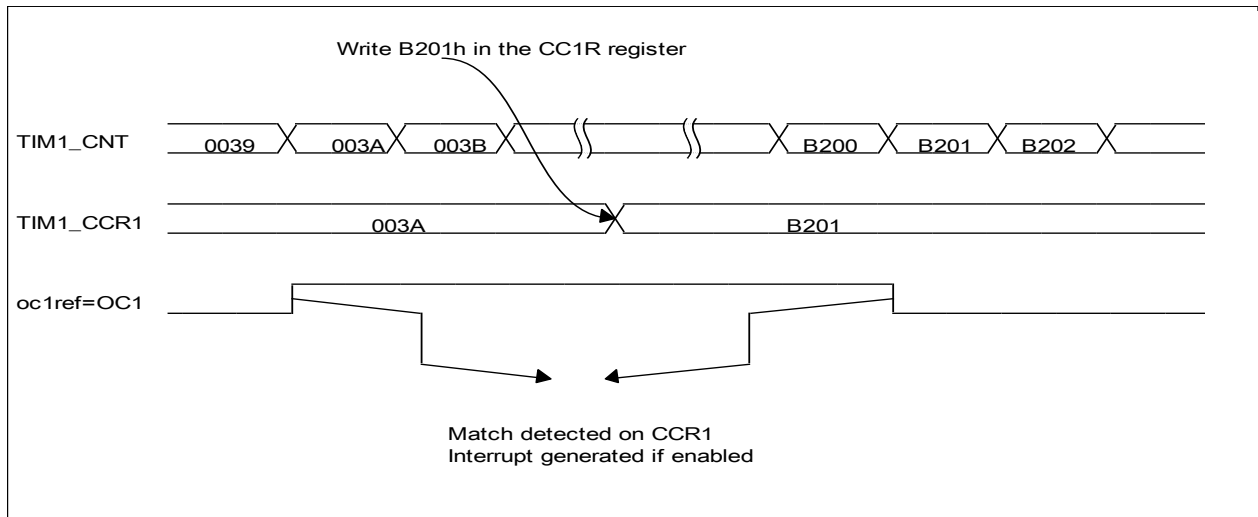 Write B201h in the CC1R register
TIM1_CNT 0039 003A 003B B200 B201 B202
TIM1_CCR1 003A B201
oc1ref=OC1
Match detected on CCR1
Interrupt generated if enabled